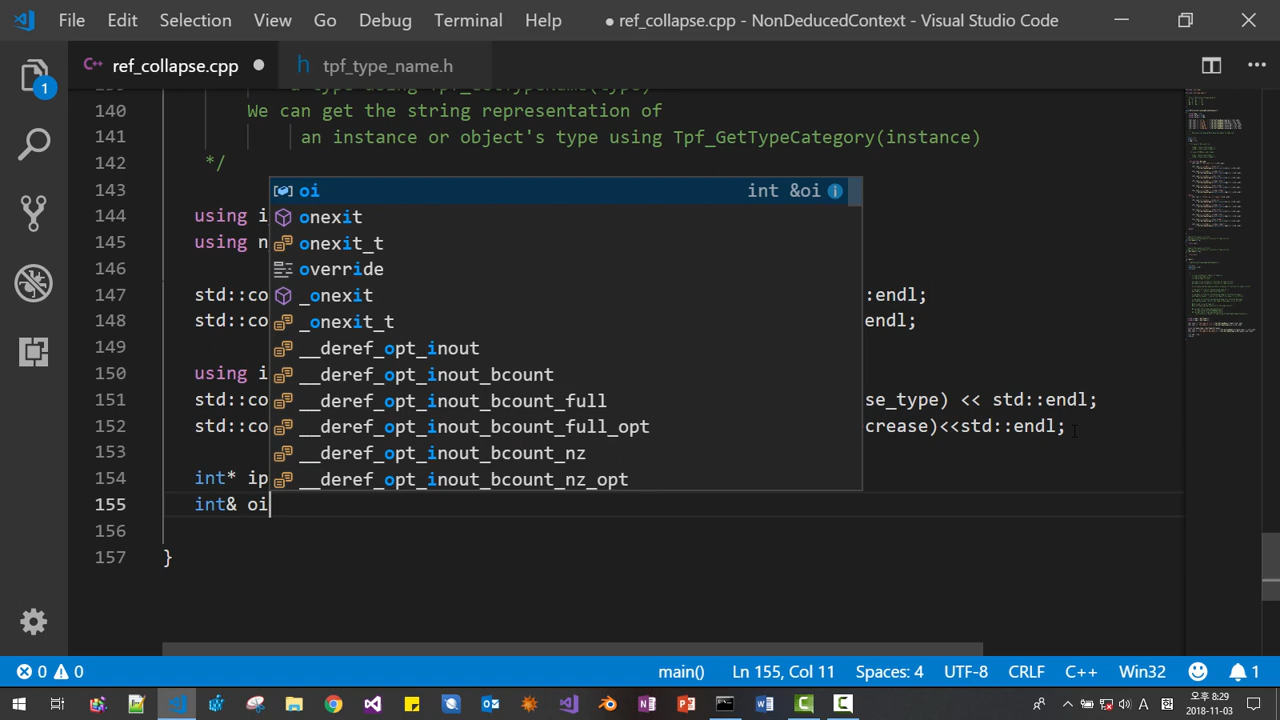 File Edit Selection View Go Debug Terminal Help ● ref_collapse.cpp - NonDeducedContext - Visual Studio Code
C++ ref_collapse.cpp ● h tpf_type_name.h
1
140 We can get the string representation of
141 an instance or object's type using Tpf_GetTypeCategory(instance)
142 */
143
oi int &oi
144 using i
onexit
145 using n
onexit_t
146
override
147 std::co
_onexit
::endl;
148 std::co
_onexit_t
endl;
149
__deref_opt_inout
150 using i
__deref_opt_inout_bcount
151 std::co
__deref_opt_inout_bcount_full
se_type) << std::endl;
152 std::co
__deref_opt_inout_bcount_full_opt
crease)<<std::endl;
153
__deref_opt_inout_bcount_nz
154 int* ip
__deref_opt_inout_bcount_nz_opt
155 int& oi
156
157 }
0 0 main() Ln 155, Col 11 Spaces: 4 UTF-8 CRLF C++ Win32 1
A 오후 8:29
2018-11-03